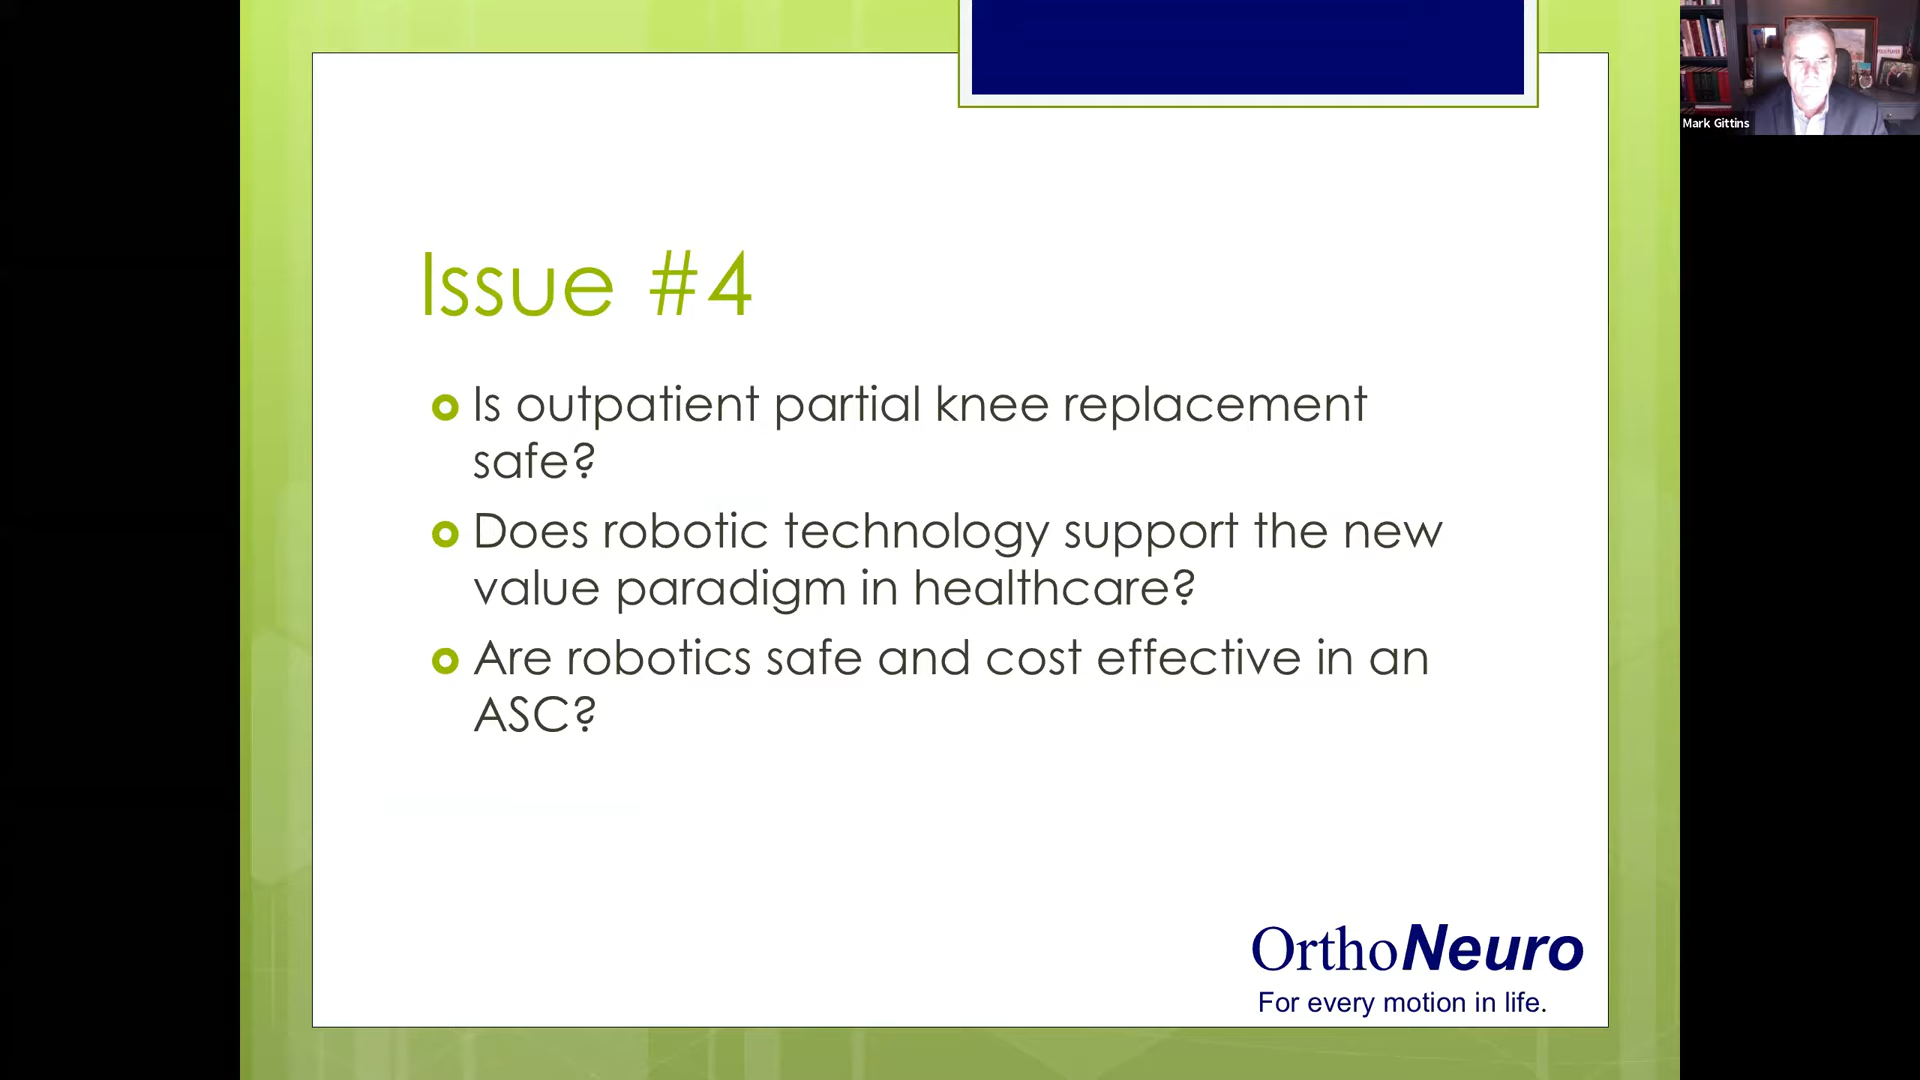 Mark Gittins
Issue #4
Is outpatient partial knee replacement
safe?
Does robotic technology support the new
value paradigm in healthcare?
Are robotics safe and cost effective in an
ASC?
OrthoNeuro
For every motion in life.